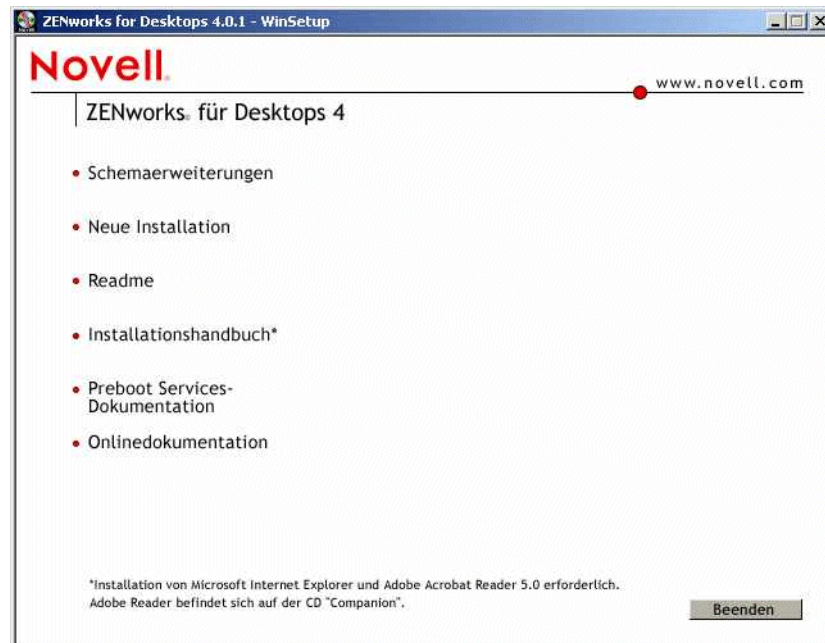 ZENworks for Desktops 4.0.1 - WinSetup
Novell.
www.novell.com
ZENworks® für Desktops 4
Schemaerweiterungen
Neue Installation
Readme
Installationshandbuch*
Preboot Services-
Dokumentation
Onlinedokumentation
*Installation von Microsoft Internet Explorer und Adobe Acrobat Reader 5.0 erforderlich.
Adobe Reader befindet sich auf der CD "Companion".
Beenden